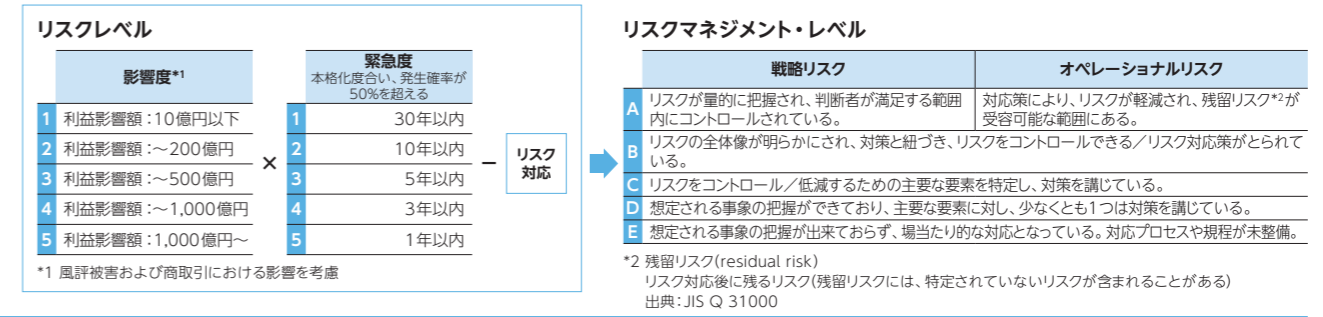 リスクレベル
影響度*1
1 利益影響額：10億円以下
2 利益影響額：～200億円
3 利益影響額：～500億円
4 利益影響額：～1,000億円
5 利益影響額：1,000億円～
×
緊急度
本格化度合い、発生確率が
50%を超える
1 30年以内
2 10年以内
3 5年以内
4 3年以内
5 1年以内
－
リスク
対応
*1 風評被害および商取引における影響を考慮
リスクマネジメント・レベル
戦略リスク オペレーショナルリスク
A
リスクが量的に把握され、判断者が満足する範囲
内にコントロールされている。
対応策により、リスクが軽減され、残留リスク*2が
受容可能な範囲にある。
B
リスクの全体像が明らかにされ、対策と紐づき、リスクをコントロールできる／リスク対応策がとられて
いる。
C リスクをコントロール／低減するための主要な要素を特定し、対策を講じている。
D 想定される事象の把握ができており、主要な要素に対し、少なくとも1つは対策を講じている。
E 想定される事象の把握が出来ておらず、場当たり的な対応となっている。対応プロセスや規程が未整備。
*2 残留リスク(residual risk)
リスク対応後に残るリスク(残留リスクには、特定されていないリスクが含まれることがある)
出典：JIS Q 31000